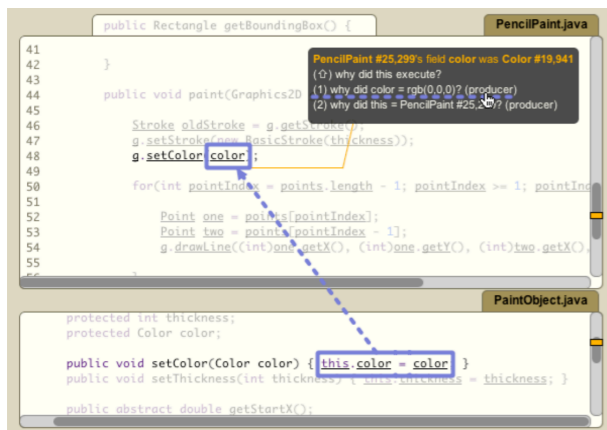 public Rectangle getBoundingBox() {
PencilPaint.java
41
42 }
43
44 public void paint(Graphics2D
45
46 Stroke oldStroke = g.getStroke();
47 g.setStroke(new BasicStroke(thickness));
48 g.setColor(color);
49
50 for(int pointIndex = points.length - 1; pointIndex >= 1; pointInd
51
52 Point one = points[pointIndex];
53 Point two = points[pointIndex - 1];
54 g.drawLine((int)one.getX(), (int)one.getY(), (int)two.getX(),
55
PencilPaint #25,299's field color was Color #19,941
(⇧) why did this execute?
(1) why did color = rgb(0,0,0)? (producer)
(2) why did this = PencilPaint (producer)
PaintObject.java
protected int thickness;
protected Color color;
public void setColor(Color color) { this.color = color }
public void setThickness(int thickness) { this.thickness = thickness; }
public abstract double getStartX();